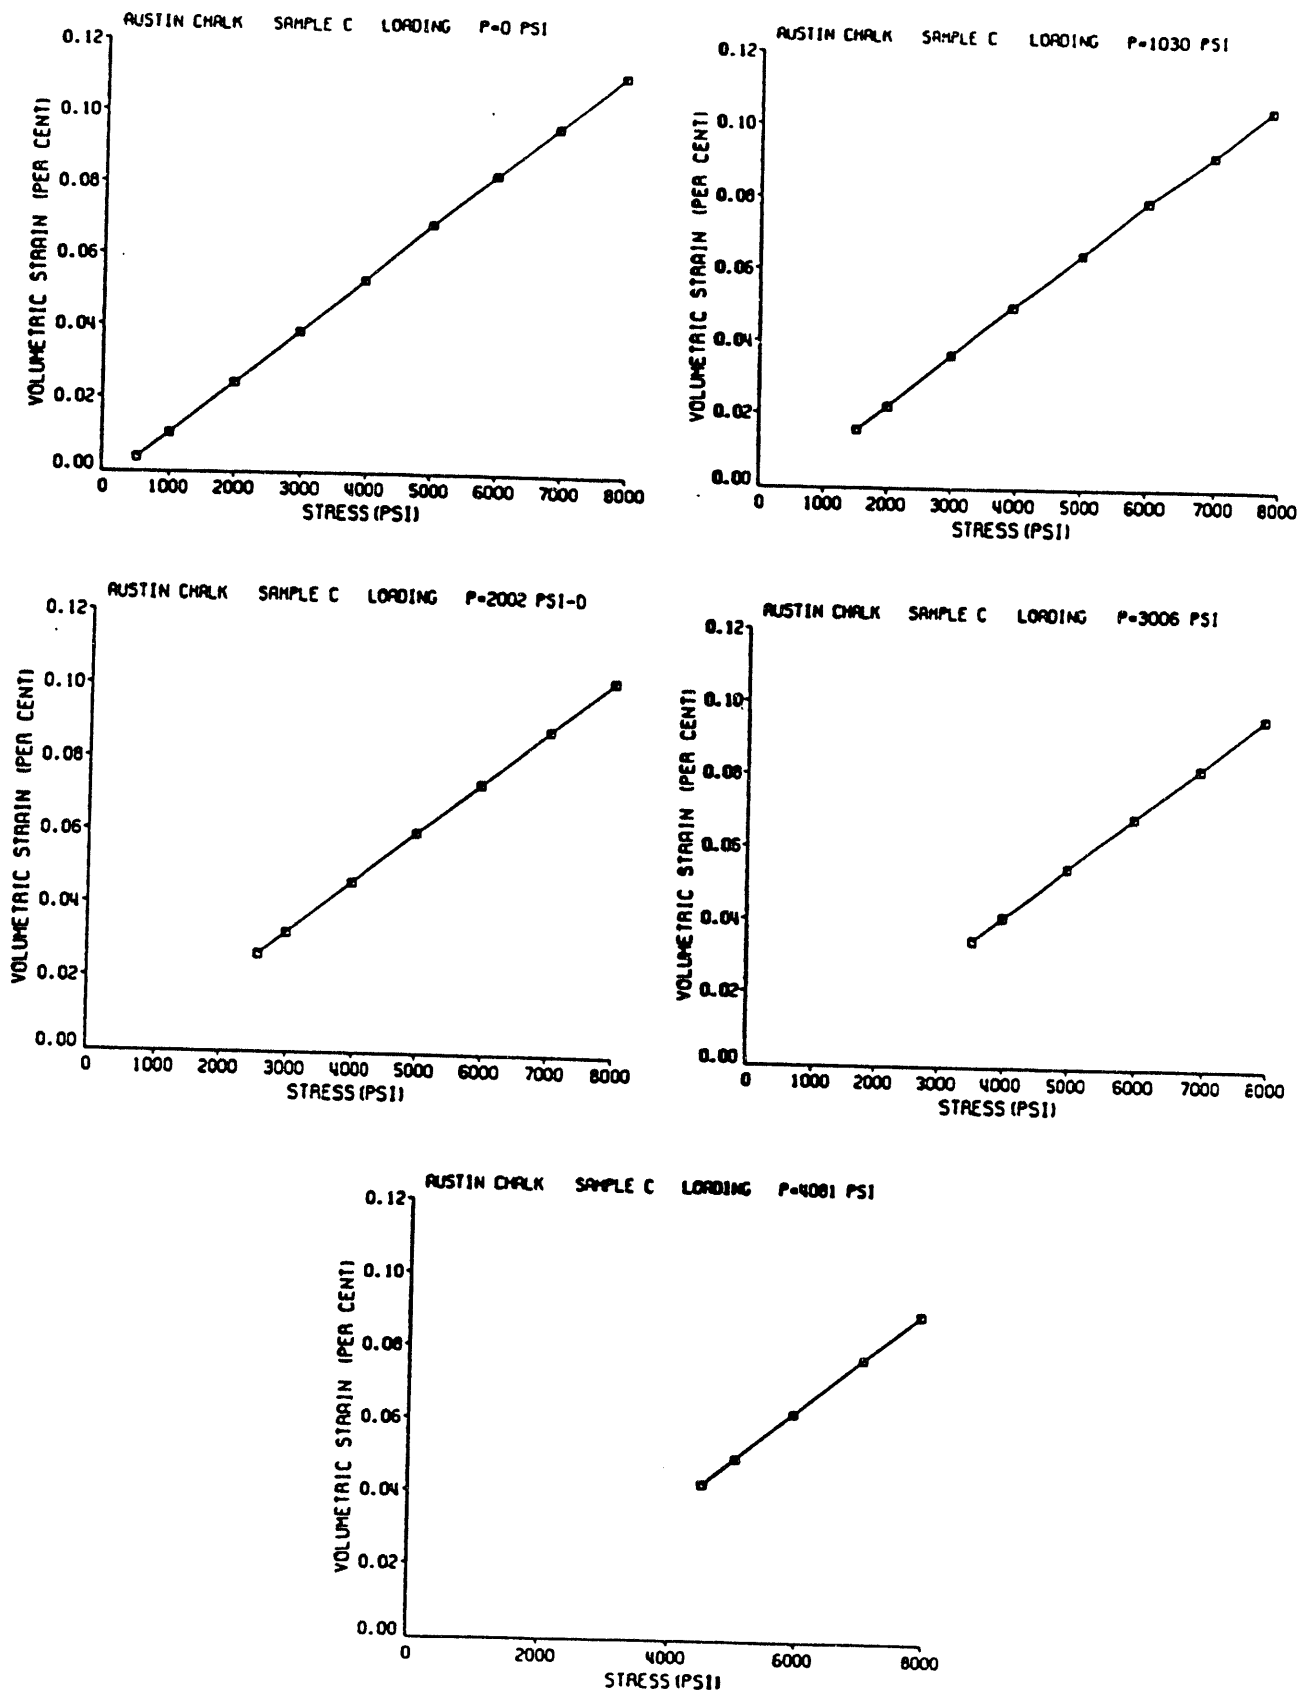 AUSTIN CHALK SAMPLE C LOADING P=0 PSI
0.12
0.10
0.08
0.06
0.04
0.02
0.00
VOLUMETRIC STRAIN (PER CENT)
0 1000 2000 3000 4000 5000 6000 7000 8000
STRESS (PSI)
AUSTIN CHALK SAMPLE C LOADING P=1030 PSI
0.12
0.10
0.08
0.06
0.04
0.02
0.00
VOLUMETRIC STRAIN (PER CENT)
0 1000 2000 3000 4000 5000 6000 7000 8000
STRESS (PSI)
AUSTIN CHALK SAMPLE C LOADING P=2002 PSI-D
0.12
0.10
0.08
0.06
0.04
0.02
0.00
VOLUMETRIC STRAIN (PER CENT)
0 1000 2000 3000 4000 5000 6000 7000 8000
STRESS (PSI)
AUSTIN CHALK SAMPLE C LOADING P=3006 PSI
0.12
0.10
0.08
0.06
0.04
0.02
0.00
VOLUMETRIC STRAIN (PER CENT)
0 1000 2000 3000 4000 5000 6000 7000 8000
STRESS (PSI)
AUSTIN CHALK SAMPLE C LOADING P=4081 PSI
0.12
0.10
0.08
0.06
0.04
0.02
0.00
VOLUMETRIC STRAIN (PER CENT)
0 2000 4000 6000 8000
STRESS (PSI)